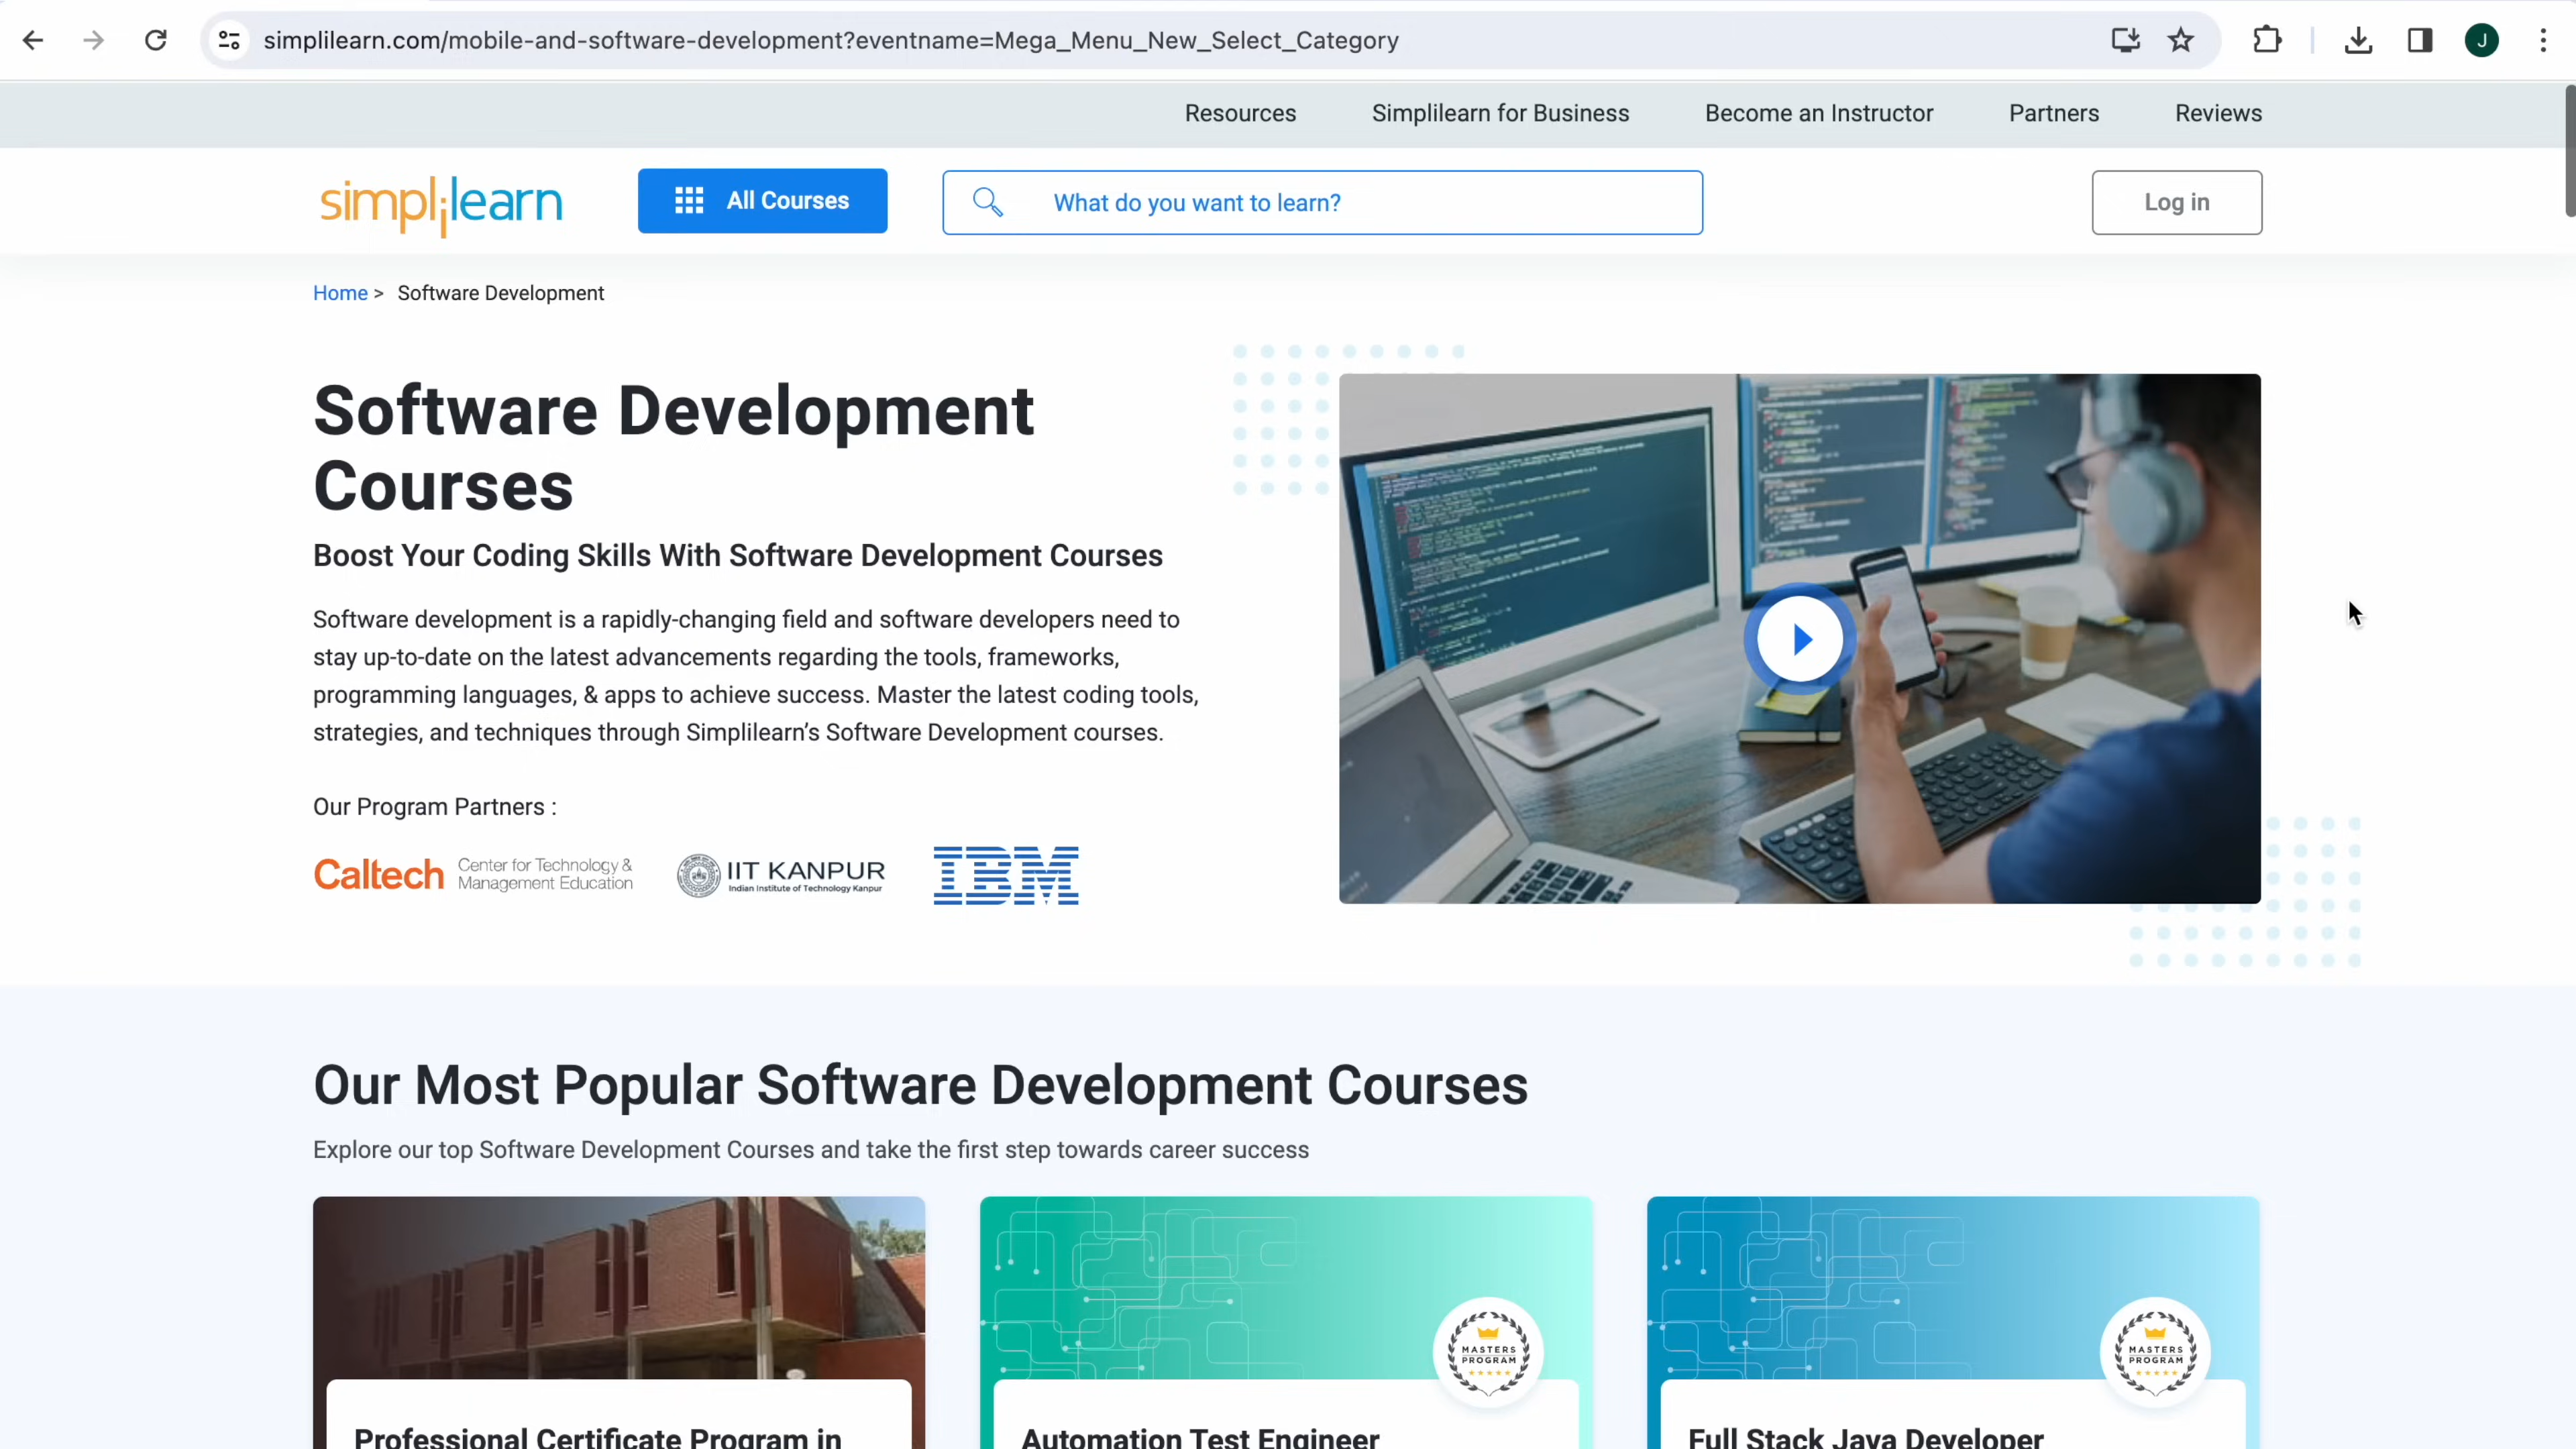 simplilearn.com/mobile-and-software-development?eventname=Mega_Menu_New_Select_Category
J
Resources Simplilearn for Business Become an Instructor Partners Reviews
simplilearn All Courses What do you want to learn? Log in
Home > Software Development
Software Development
Courses
Boost Your Coding Skills With Software Development Courses
Software development is a rapidly-changing field and software developers need to
stay up-to-date on the latest advancements regarding the tools, frameworks,
programming languages, & apps to achieve success. Master the latest coding tools,
strategies, and techniques through Simplilearn’s Software Development courses.
Our Program Partners :
Caltech Center for Technology &
Management Education
IIT KANPUR
Indian Institute of Technology Kanpur
IBM
Our Most Popular Software Development Courses
Explore our top Software Development Courses and take the first step towards career success
MASTERS
PROGRAM
MASTERS
PROGRAM
Professional Certificate Program in
Automation Test Engineer
Full Stack Java Developer